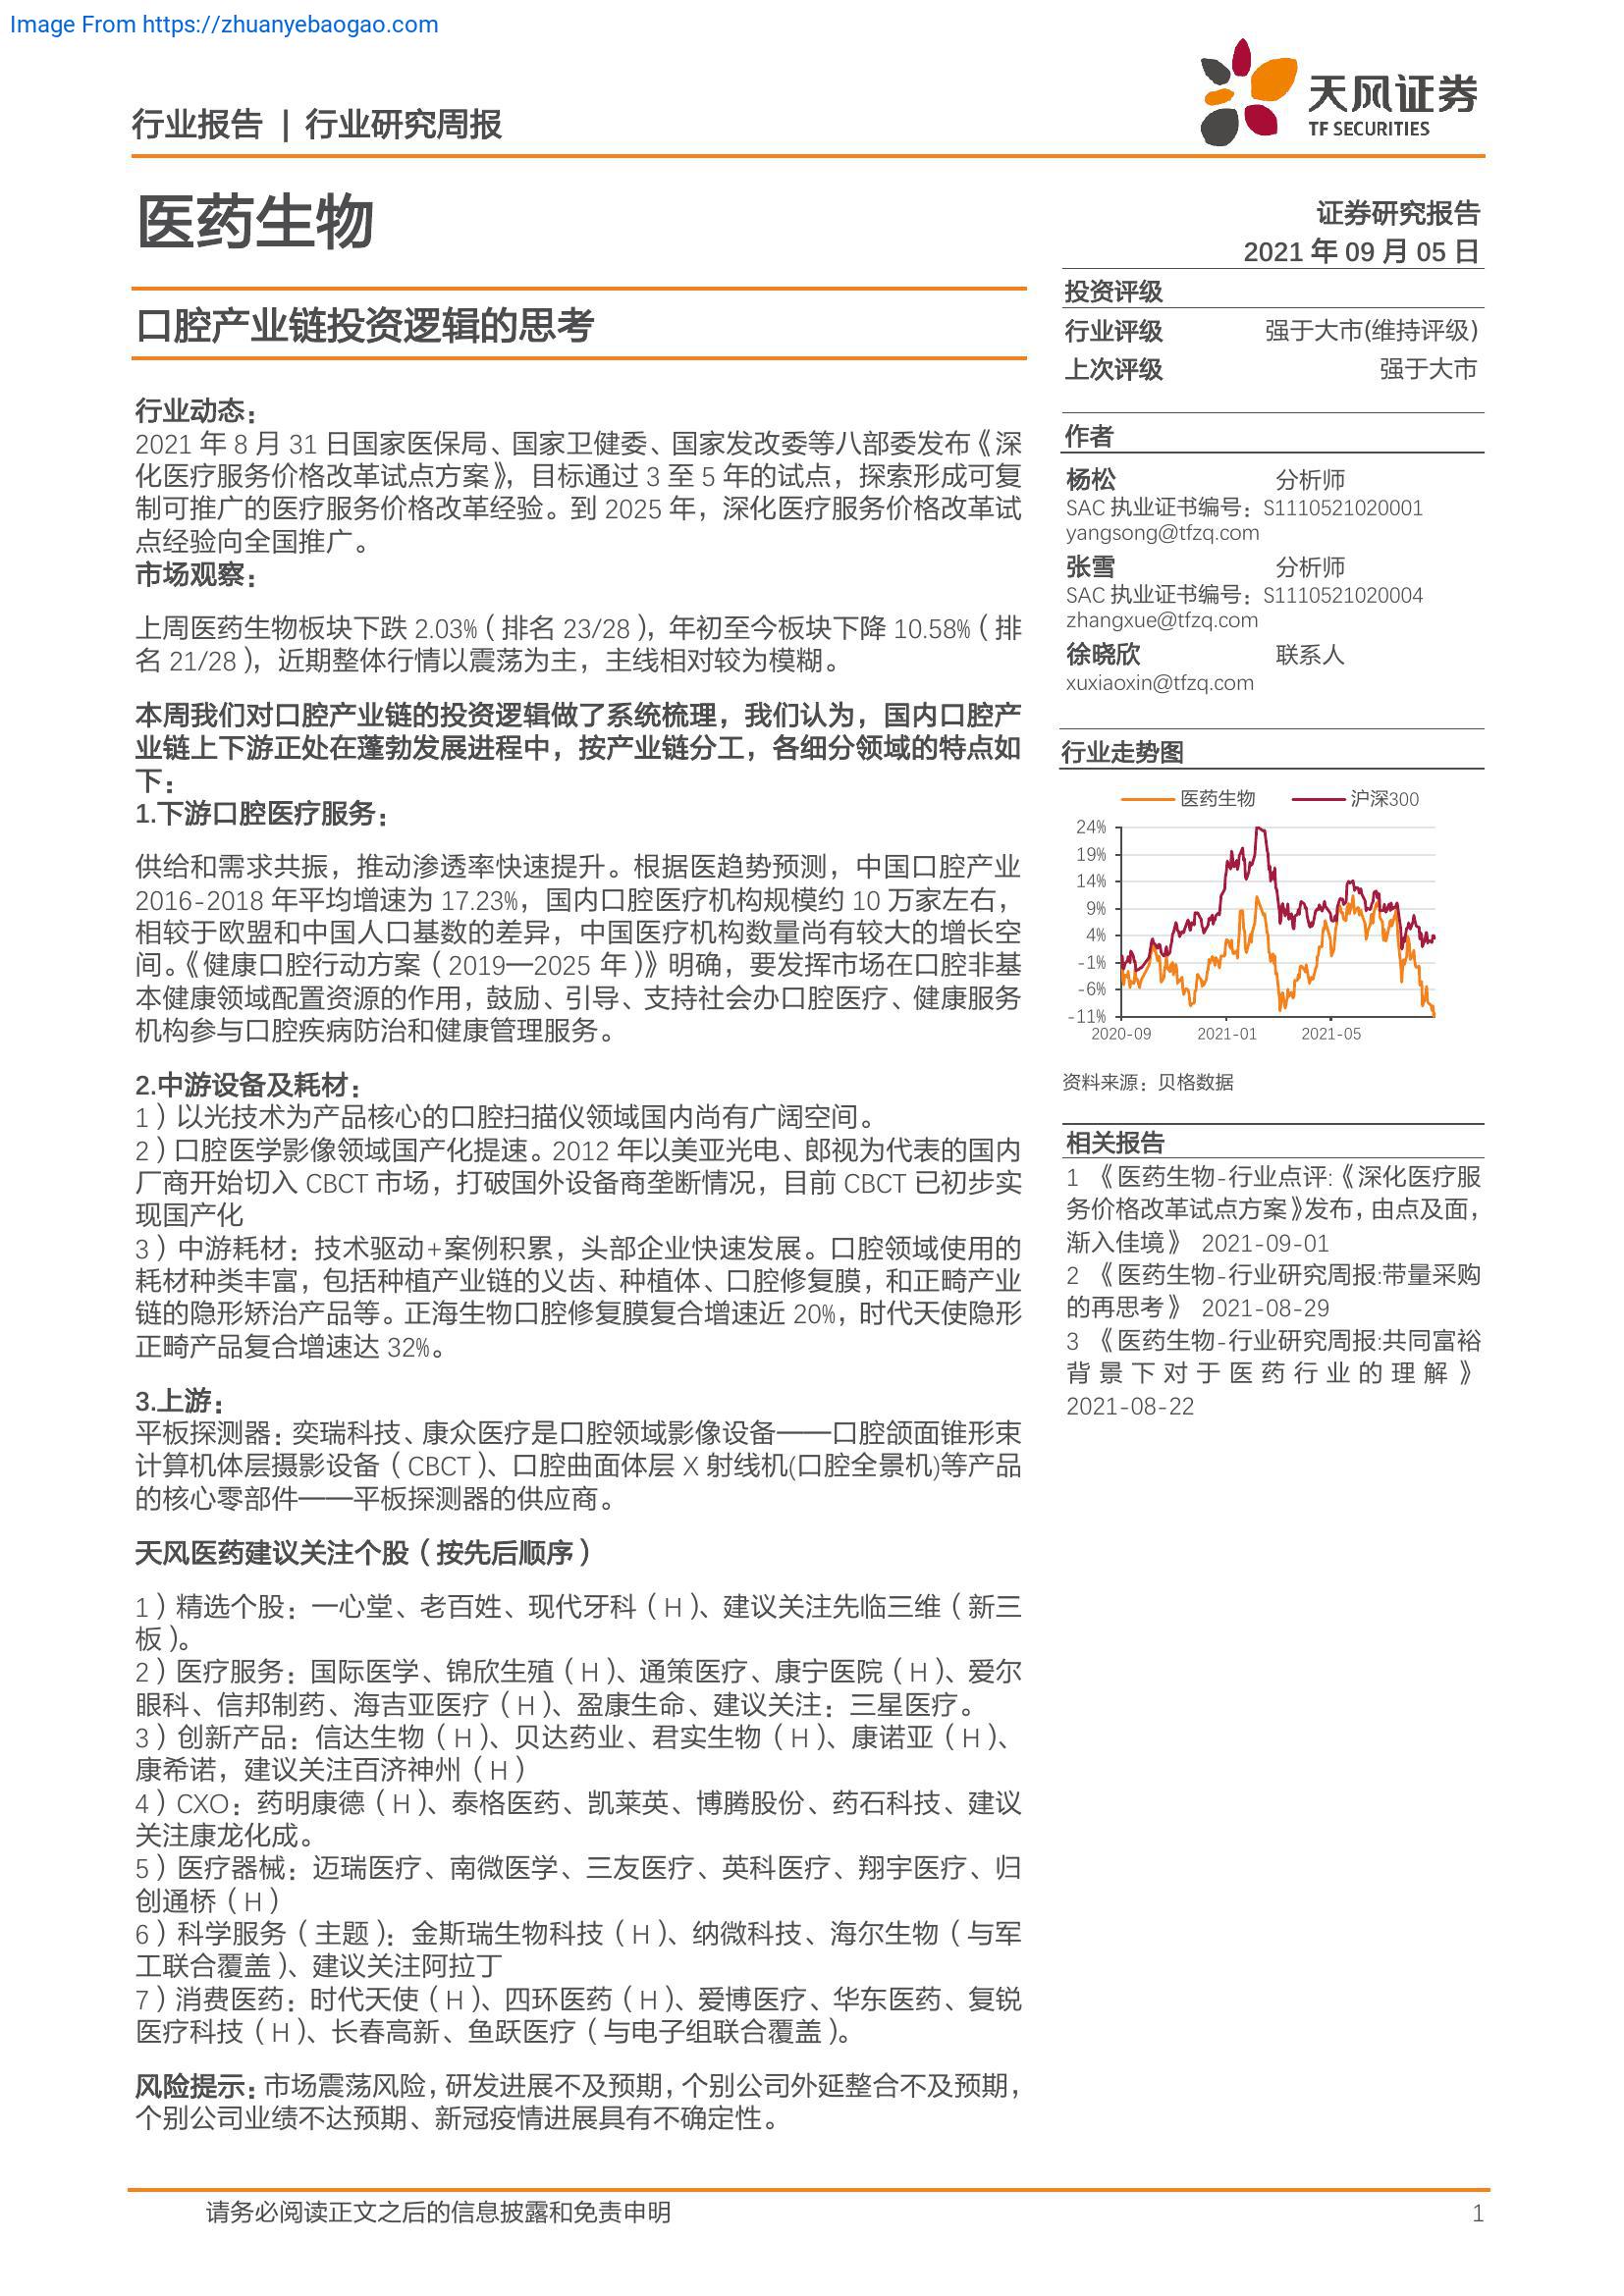 Image From https://zhuanyebaogao.com
行业报告 | 行业研究周报
天风证券
TF SECURITIES
医药生物
证券研究报告
2021 年 09 月 05 日
口腔产业链投资逻辑的思考
投资评级
行业评级 强于大市(维持评级)
上次评级 强于大市
行业动态：
2021 年 8 月 31 日国家医保局、国家卫健委、国家发改委等八部委发布《深
化医疗服务价格改革试点方案》，目标通过 3 至 5 年的试点，探索形成可复
制可推广的医疗服务价格改革经验。到 2025 年，深化医疗服务价格改革试
点经验向全国推广。
市场观察：
上周医药生物板块下跌 2.03%（排名 23/28），年初至今板块下降 10.58%（排
名 21/28），近期整体行情以震荡为主，主线相对较为模糊。
本周我们对口腔产业链的投资逻辑做了系统梳理，我们认为，国内口腔产
业链上下游正处在蓬勃发展进程中，按产业链分工，各细分领域的特点如
下：
1.下游口腔医疗服务：
供给和需求共振，推动渗透率快速提升。根据医趋势预测，中国口腔产业
2016-2018 年平均增速为 17.23%，国内口腔医疗机构规模约 10 万家左右，
相较于欧盟和中国人口基数的差异，中国医疗机构数量尚有较大的增长空
间。《健康口腔行动方案（2019—2025 年）》明确，要发挥市场在口腔非基
本健康领域配置资源的作用，鼓励、引导、支持社会办口腔医疗、健康服务
机构参与口腔疾病防治和健康管理服务。
2.中游设备及耗材：
1）以光技术为产品核心的口腔扫描仪领域国内尚有广阔空间。
2）口腔医学影像领域国产化提速。2012 年以美亚光电、郎视为代表的国内
厂商开始切入 CBCT 市场，打破国外设备商垄断情况，目前 CBCT 已初步实
现国产化
3）中游耗材：技术驱动+案例积累，头部企业快速发展。口腔领域使用的
耗材种类丰富，包括种植产业链的义齿、种植体、口腔修复膜，和正畸产业
链的隐形矫治产品等。正海生物口腔修复膜复合增速近 20%，时代天使隐形
正畸产品复合增速达 32%。
3.上游：
平板探测器：奕瑞科技、康众医疗是口腔领域影像设备——口腔颌面锥形束
计算机体层摄影设备（CBCT）、口腔曲面体层 X 射线机(口腔全景机)等产品
的核心零部件——平板探测器的供应商。
天风医药建议关注个股（按先后顺序）
1）精选个股：一心堂、老百姓、现代牙科（H）、建议关注先临三维（新三
板）。
2）医疗服务：国际医学、锦欣生殖（H）、通策医疗、康宁医院（H）、爱尔
眼科、信邦制药、海吉亚医疗（H）、盈康生命、建议关注：三星医疗。
3）创新产品：信达生物（H）、贝达药业、君实生物（H）、康诺亚（H）、
康希诺，建议关注百济神州（H）
4）CXO：药明康德（H）、泰格医药、凯莱英、博腾股份、药石科技、建议
关注康龙化成。
5）医疗器械：迈瑞医疗、南微医学、三友医疗、英科医疗、翔宇医疗、归
创通桥（H）
6）科学服务（主题）：金斯瑞生物科技（H）、纳微科技、海尔生物（与军
工联合覆盖）、建议关注阿拉丁
7）消费医药：时代天使（H）、四环医药（H）、爱博医疗、华东医药、复锐
医疗科技（H）、长春高新、鱼跃医疗（与电子组联合覆盖）。
风险提示：市场震荡风险，研发进展不及预期，个别公司外延整合不及预期，
个别公司业绩不达预期、新冠疫情进展具有不确定性。
作者
杨松 分析师
SAC 执业证书编号：S1110521020001
yangsong@tfzq.com
张雪 分析师
SAC 执业证书编号：S1110521020004
zhangxue@tfzq.com
徐晓欣 联系人
xuxiaoxin@tfzq.com
行业走势图
医药生物 沪深300
24%
19%
14%
9%
4%
-1%
-6%
-11%
2020-09 2021-01 2021-05
资料来源：贝格数据
相关报告
1 《医药生物-行业点评:《深化医疗服
务价格改革试点方案》发布，由点及面，
渐入佳境》 2021-09-01
2 《医药生物-行业研究周报:带量采购
的再思考》 2021-08-29
3 《医药生物-行业研究周报:共同富裕
背景下对于医药行业的理解》
2021-08-22
请务必阅读正文之后的信息披露和免责申明 1